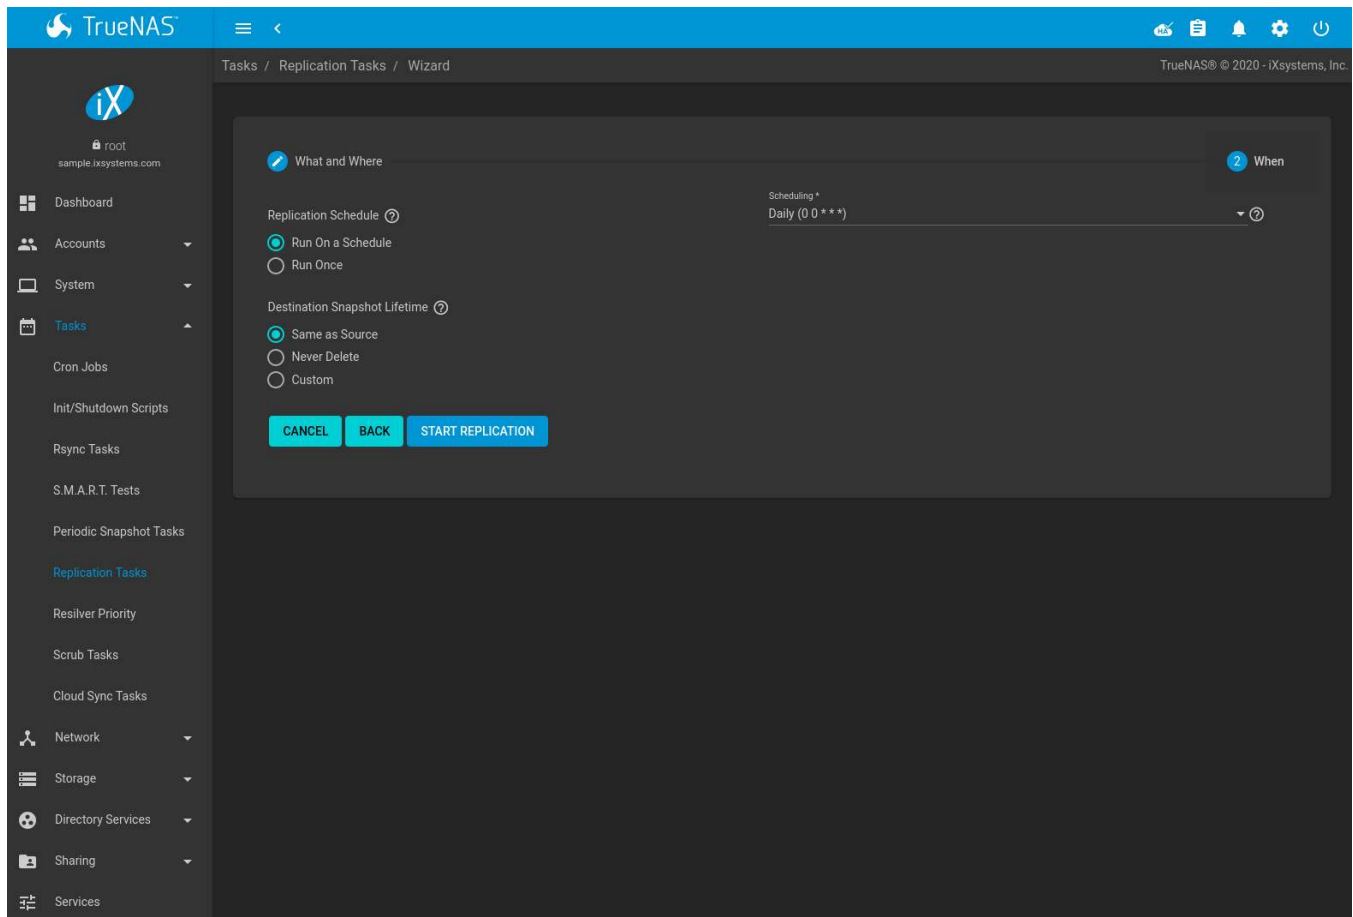 TrueNAS
HA
Tasks / Replication Tasks / Wizard
TrueNAS® © 2020 - iXsystems, Inc.
iX
root
sample.ixsystems.com
Dashboard
Accounts
System
Tasks
Cron Jobs
Init/Shutdown Scripts
Rsync Tasks
S.M.A.R.T. Tests
Periodic Snapshot Tasks
Replication Tasks
Resilver Priority
Scrub Tasks
Cloud Sync Tasks
Network
Storage
Directory Services
Sharing
Services
What and Where
2 When
Replication Schedule
Run On a Schedule
Run Once
Scheduling *
Daily (0 0 * * *)
Destination Snapshot Lifetime
Same as Source
Never Delete
Custom
CANCEL BACK START REPLICATION